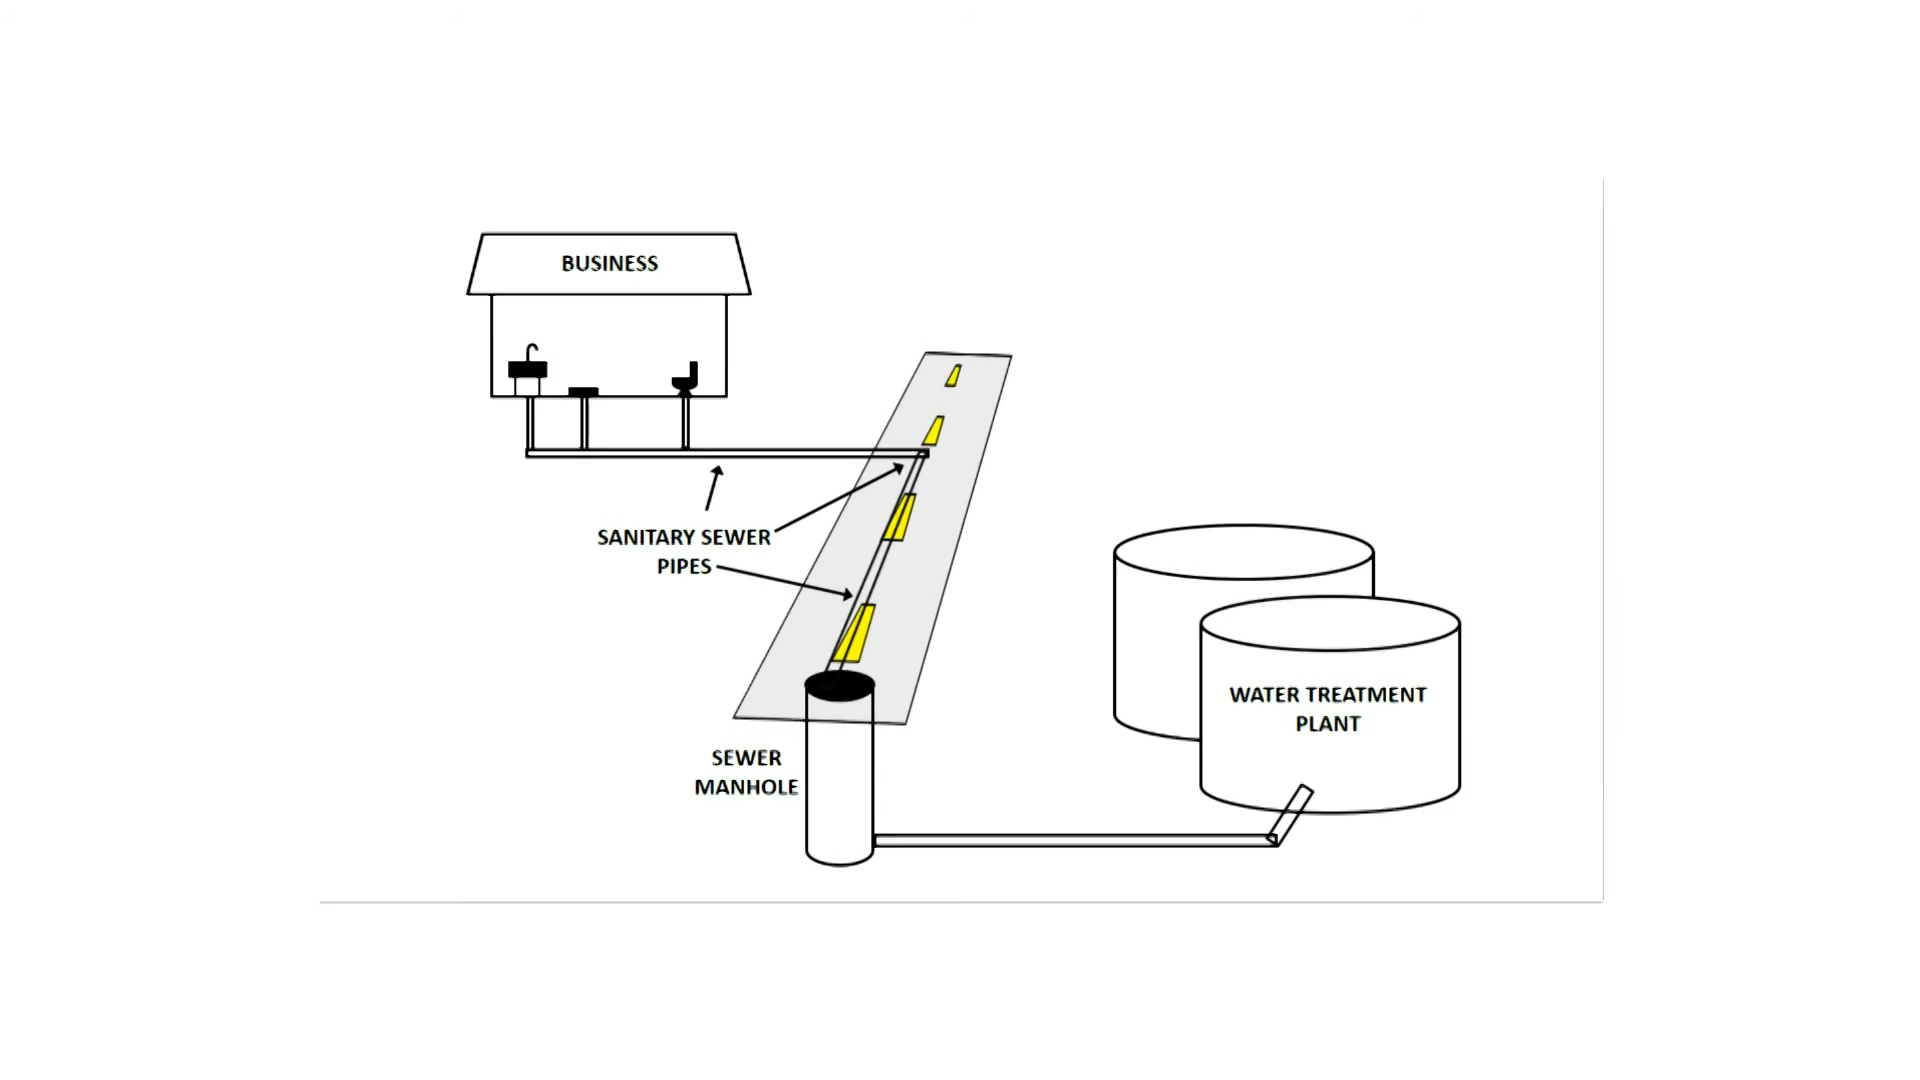 BUSINESS
SANITARY SEWER
PIPES
SEWER
MANHOLE
WATER TREATMENT
PLANT